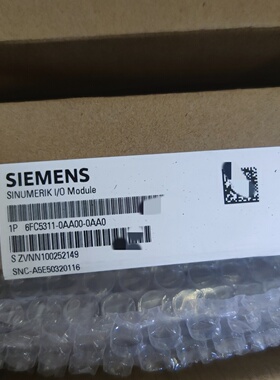 SIEMENS
SINUMERIK I/O Module
1P 6FC5311-0AA00-0AA0
S ZVNN100252149
SNC-A5E50320116